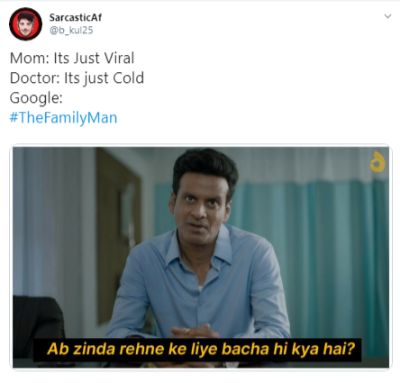 SarcasticAf
@b_kul25
Mom: Its Just Viral
Doctor: Its just Cold
Google:
#TheFamilyMan
Ab zinda rehne ke liye bacha hi kya hai?